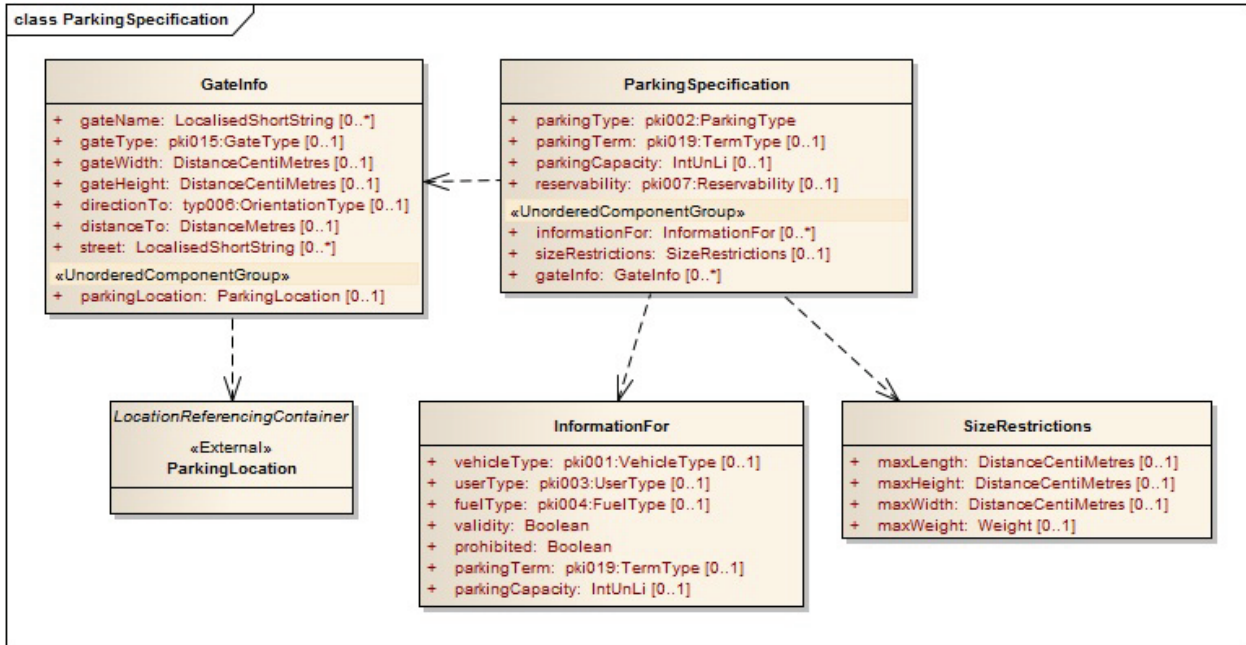 class ParkingSpecification
GateInfo
+ gateName: LocalisedShortString [0..*]
+ gateType: pki015:GateType [0..1]
+ gateWidth: DistanceCentiMetres [0..1]
+ gateHeight: DistanceCentiMetres [0..1]
+ directionTo: typ006:OrientationType [0..1]
+ distanceTo: DistanceMetres [0..1]
+ street: LocalisedShortString [0..*]
«UnorderedComponentGroup»
+ parkingLocation: ParkingLocation [0..1]
ParkingSpecification
+ parkingType: pki002:ParkingType
+ parkingTerm: pki019:TermType [0..1]
+ parkingCapacity: IntUnLi [0..1]
+ reservability: pki007:Reservability [0..1]
«UnorderedComponentGroup»
+ informationFor: InformationFor [0..*]
+ sizeRestrictions: SizeRestrictions [0..1]
+ gateInfo: GateInfo [0..*]
LocationReferencingContainer
«External»
ParkingLocation
InformationFor
+ vehicleType: pki001:VehicleType [0..1]
+ userType: pki003:UserType [0..1]
+ fuelType: pki004:FuelType [0..1]
+ validity: Boolean
+ prohibited: Boolean
+ parkingTerm: pki019:TermType [0..1]
+ parkingCapacity: IntUnLi [0..1]
SizeRestrictions
+ maxLength: DistanceCentiMetres [0..1]
+ maxHeight: DistanceCentiMetres [0..1]
+ maxWidth: DistanceCentiMetres [0..1]
+ maxWeight: Weight [0..1]